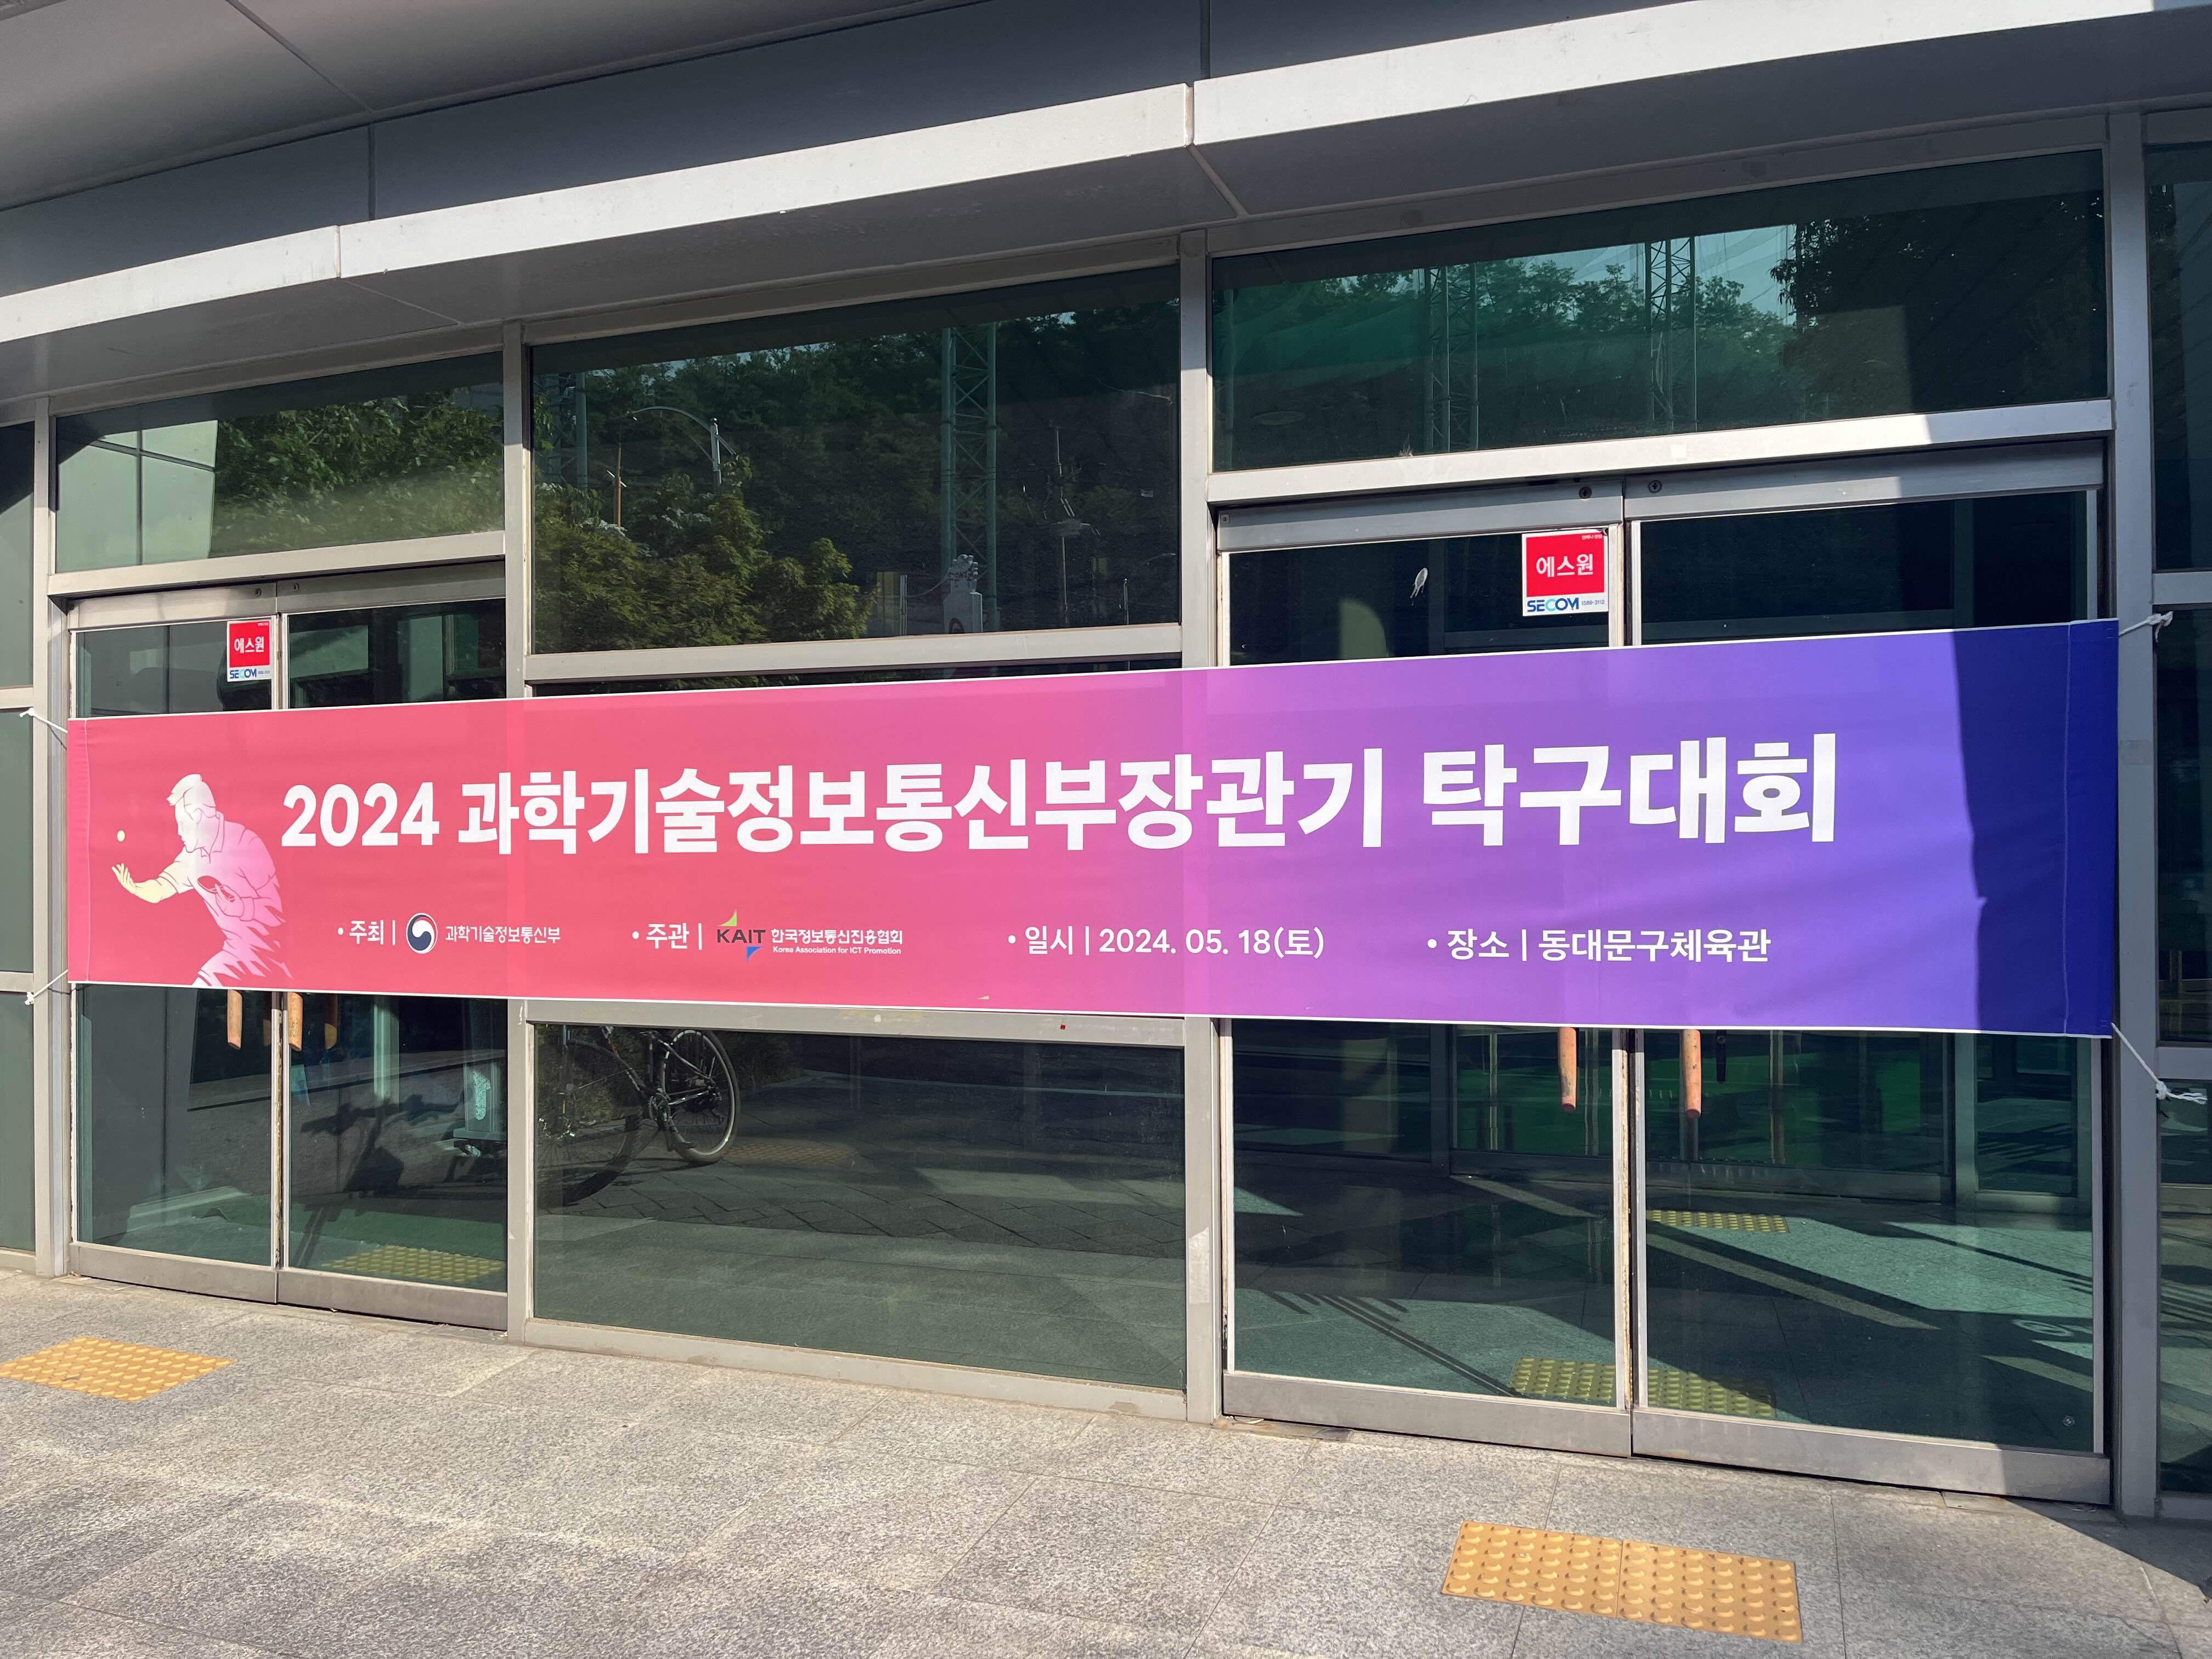 에스원
SECOM
에스원
SECOM
2024 과학기술정보통신부장관기 탁구대회
• 주최 | 과학기술정보통신부
• 주관 | KAIT 한국정보통신진흥협회
Korea Association for ICT Promotion
• 일시 | 2024. 05. 18(토)
• 장소 | 동대문구체육관